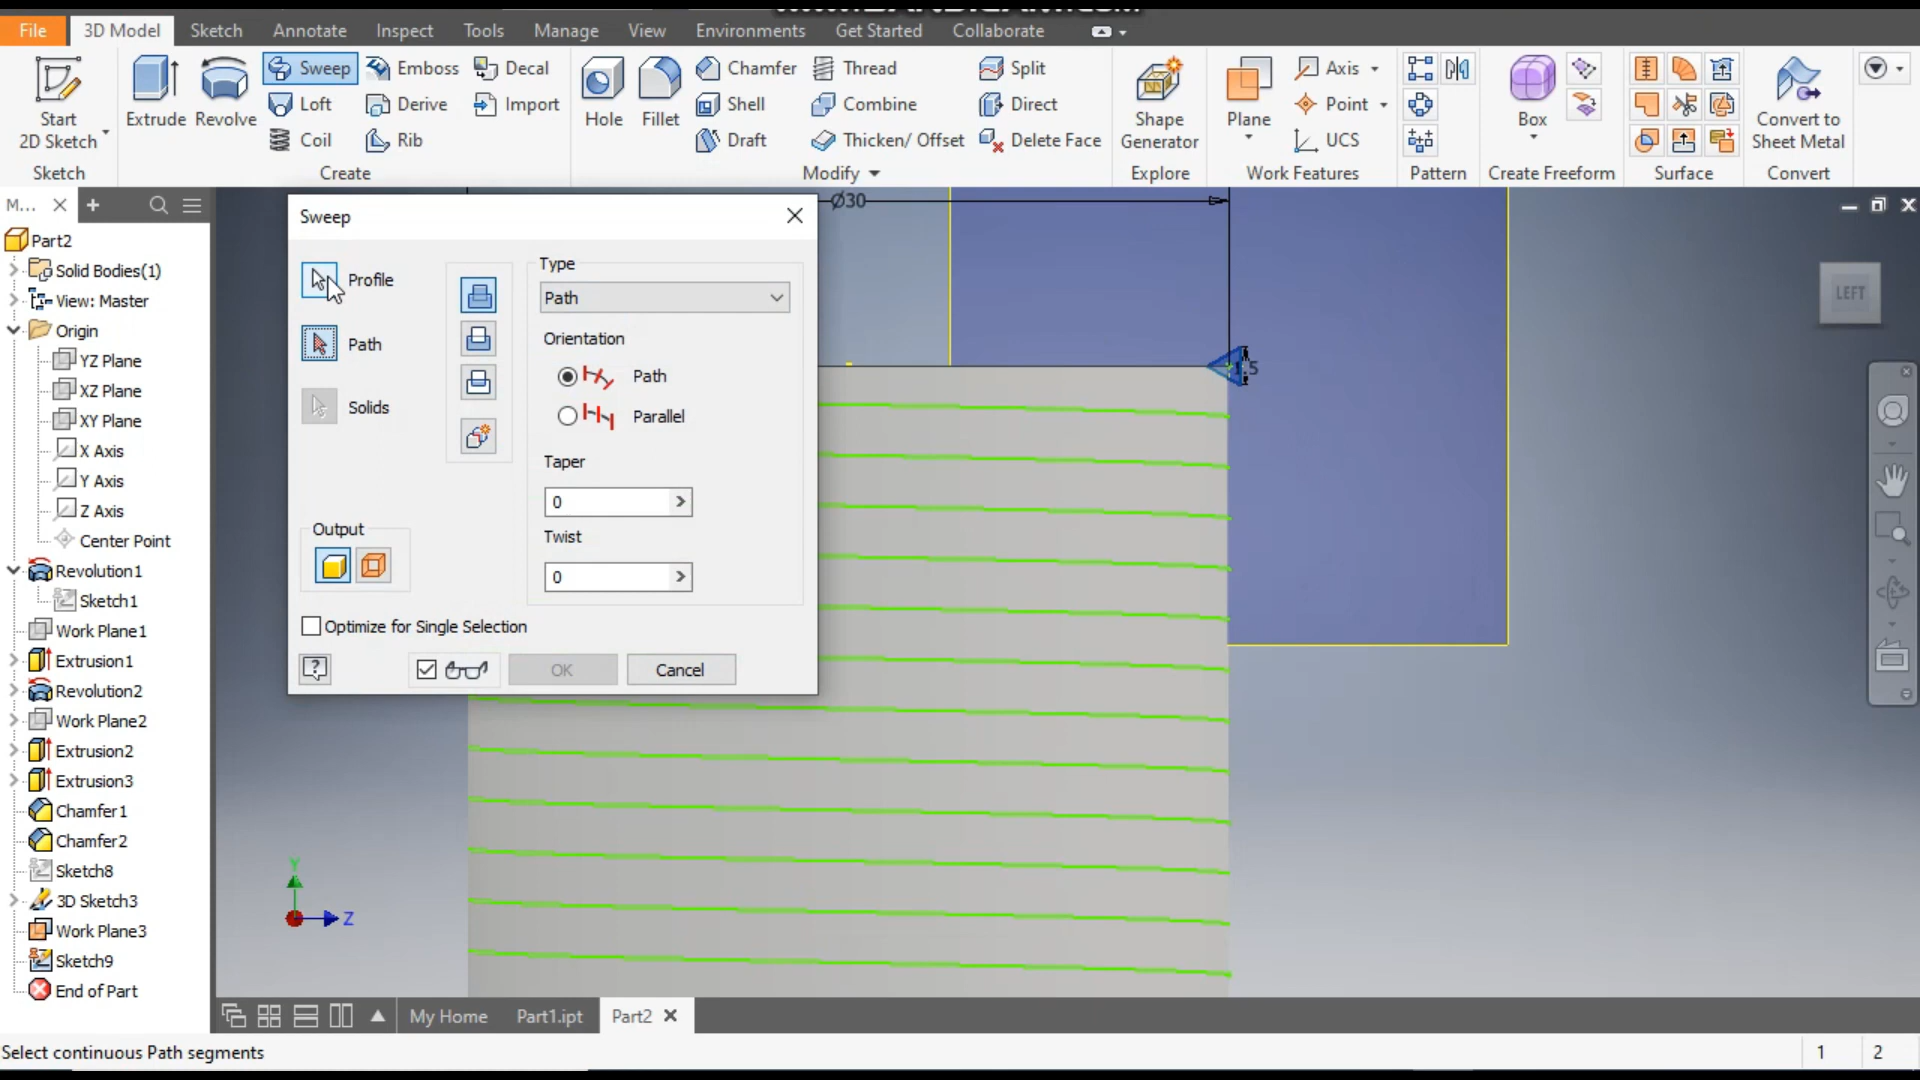 File 3D Model Sketch Annotate Inspect Tools Manage View Environments Get Started Collaborate
Start 2D Sketch
Sketch
Extrude
Revolve
Sweep
Loft
Coil
Emboss
Derive
Rib
Decal
Import
Create
Hole
Fillet
Chamfer
Shell
Draft
Thread
Combine
Thicken/ Offset
Split
Direct
Delete Face
Modify
Shape Generator
Explore
Plane
Axis
Point
UCS
Work Features
Pattern
Box
Create Freeform
Surface
Convert to Sheet Metal
Convert
M...
Part2
Solid Bodies(1)
View: Master
Origin
YZ Plane
XZ Plane
XY Plane
X Axis
Y Axis
Z Axis
Center Point
Revolution1
Sketch1
Work Plane1
Extrusion1
Revolution2
Work Plane2
Extrusion2
Extrusion3
Chamfer1
Chamfer2
Sketch8
3D Sketch3
Work Plane3
Sketch9
End of Part
Sweep
Profile
Path
Solids
Output
Type
Path
Orientation
Path
Parallel
Taper
0
Twist
0
Optimize for Single Selection
OK
Cancel
Ø30
LEFT
Y
Z
My Home
Part1.ipt
Part2
Select continuous Path segments
1
2